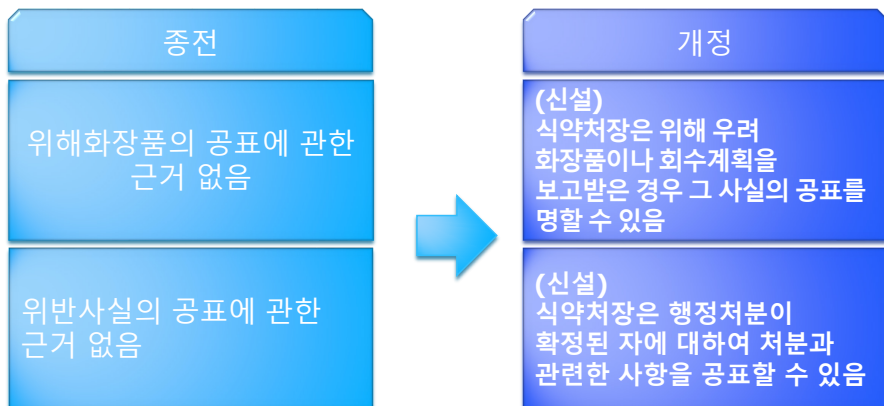 종전
개정
위해화장품의 공표에 관한
근거 없음
(신설)
식약처장은 위해 우려
화장품이나 회수계획을
보고받은 경우 그 사실의 공표를
명할 수 있음
위반사실의 공표에 관한
근거 없음
(신설)
식약처장은 행정처분이
확정된 자에 대하여 처분과
관련한 사항을 공표할 수 있음